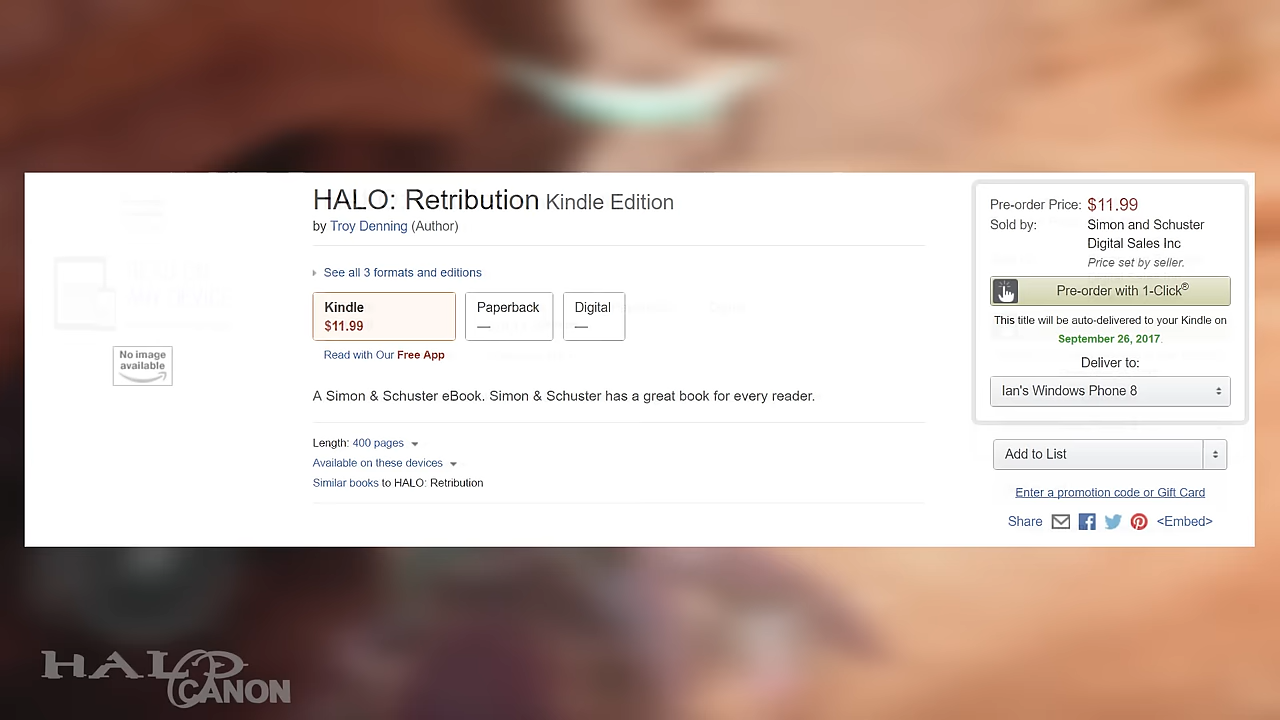 HALO: Retribution Kindle Edition
by Troy Denning (Author)
See all 3 formats and editions
Kindle
$11.99
Paperback
—
Digital
—
Read with Our Free App
No image
available
A Simon & Schuster eBook. Simon & Schuster has a great book for every reader.
Length: 400 pages
Available on these devices
Similar books to HALO: Retribution
Pre-order Price: $11.99
Sold by: Simon and Schuster
Digital Sales Inc
Price set by seller.
Pre-order with 1-Click®
This title will be auto-delivered to your Kindle on
September 26, 2017.
Deliver to:
Ian's Windows Phone 8
Add to List
Enter a promotion code or Gift Card
Share <Embed>
HALO
CANON